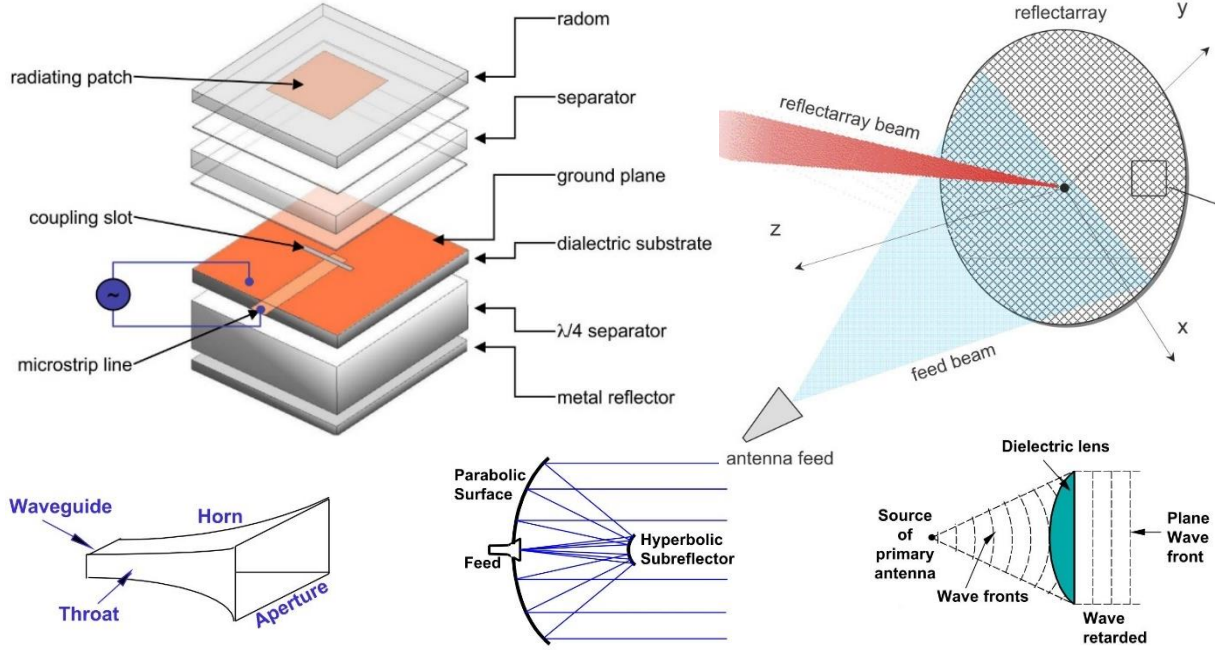 radom
radiating patch
separator
ground plane
coupling slot
dialectric substrate
~
λ/4 separator
microstrip line
metal reflector
reflectarray
y
reflectarray beam
z
x
feed beam
antenna feed
Waveguide
Horn
Throat
Aperture
Parabolic
Surface
Feed
Hyperbolic
Subreflector
Dielectric lens
Source
of
primary
antenna
Wave fronts
Plane
Wave
front
Wave
retarded